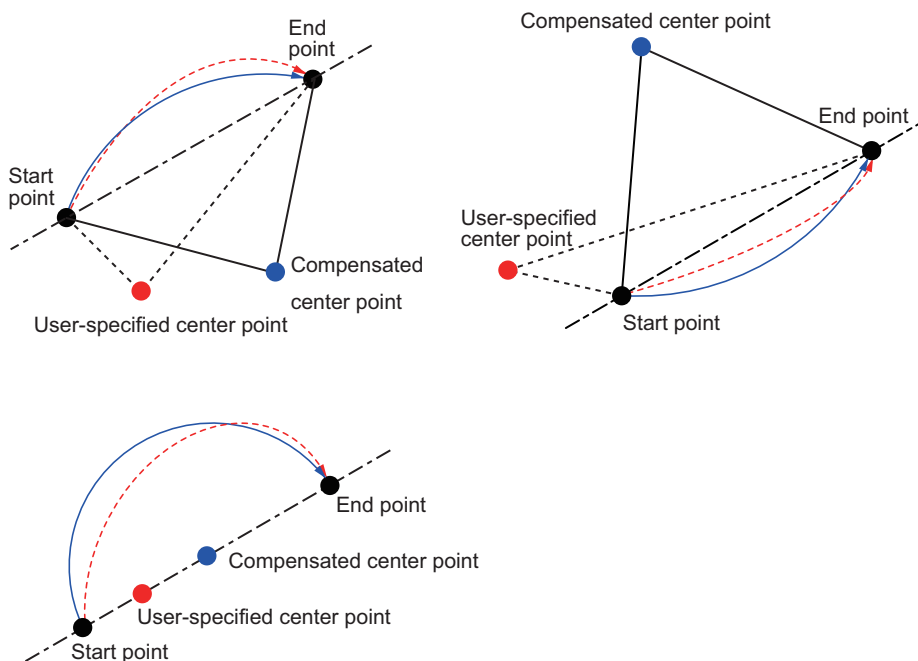 End
point
Start
point
Compensated
center point
User-specified center point
Compensated center point
End point
User-specified
center point
Start point
End point
Compensated center point
User-specified center point
Start point